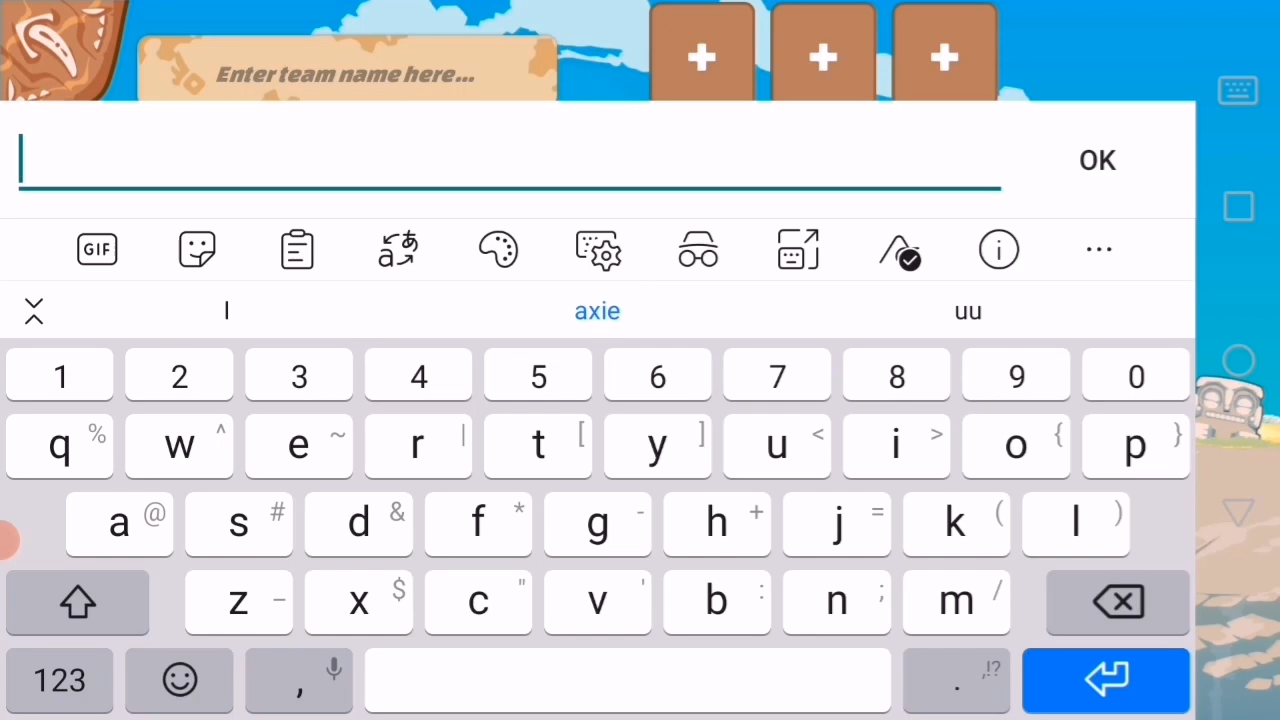 Enter team name here...
OK
GIF
I axie uu
1 2 3 4 5 6 7 8 9 0
q % w ^ e ~ r | t [ y ] u < i > o { p }
a @ s # d & f * g - h + j = k ( l )
z – x $ c " v ' b : n ; m /
123 , . ,!?